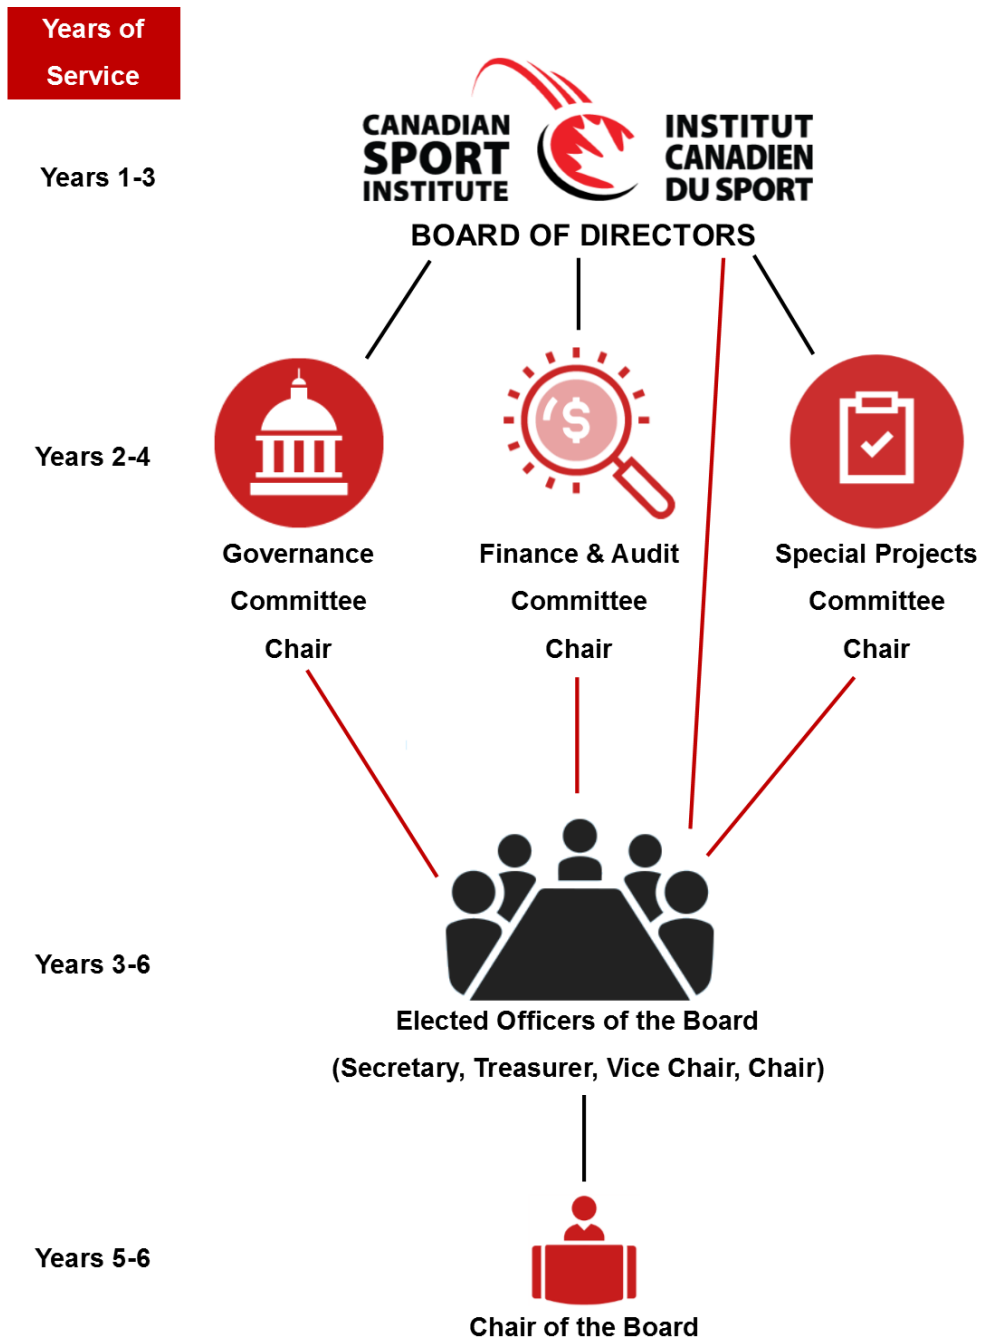 Years of
Service
CANADIAN
SPORT
INSTITUTE
INSTITUT
CANADIEN
DU SPORT
Years 1-3
BOARD OF DIRECTORS
$
Years 2-4
Governance
Committee
Chair
Finance & Audit
Committee
Chair
Special Projects
Committee
Chair
Years 3-6
Elected Officers of the Board
(Secretary, Treasurer, Vice Chair, Chair)
Years 5-6
Chair of the Board